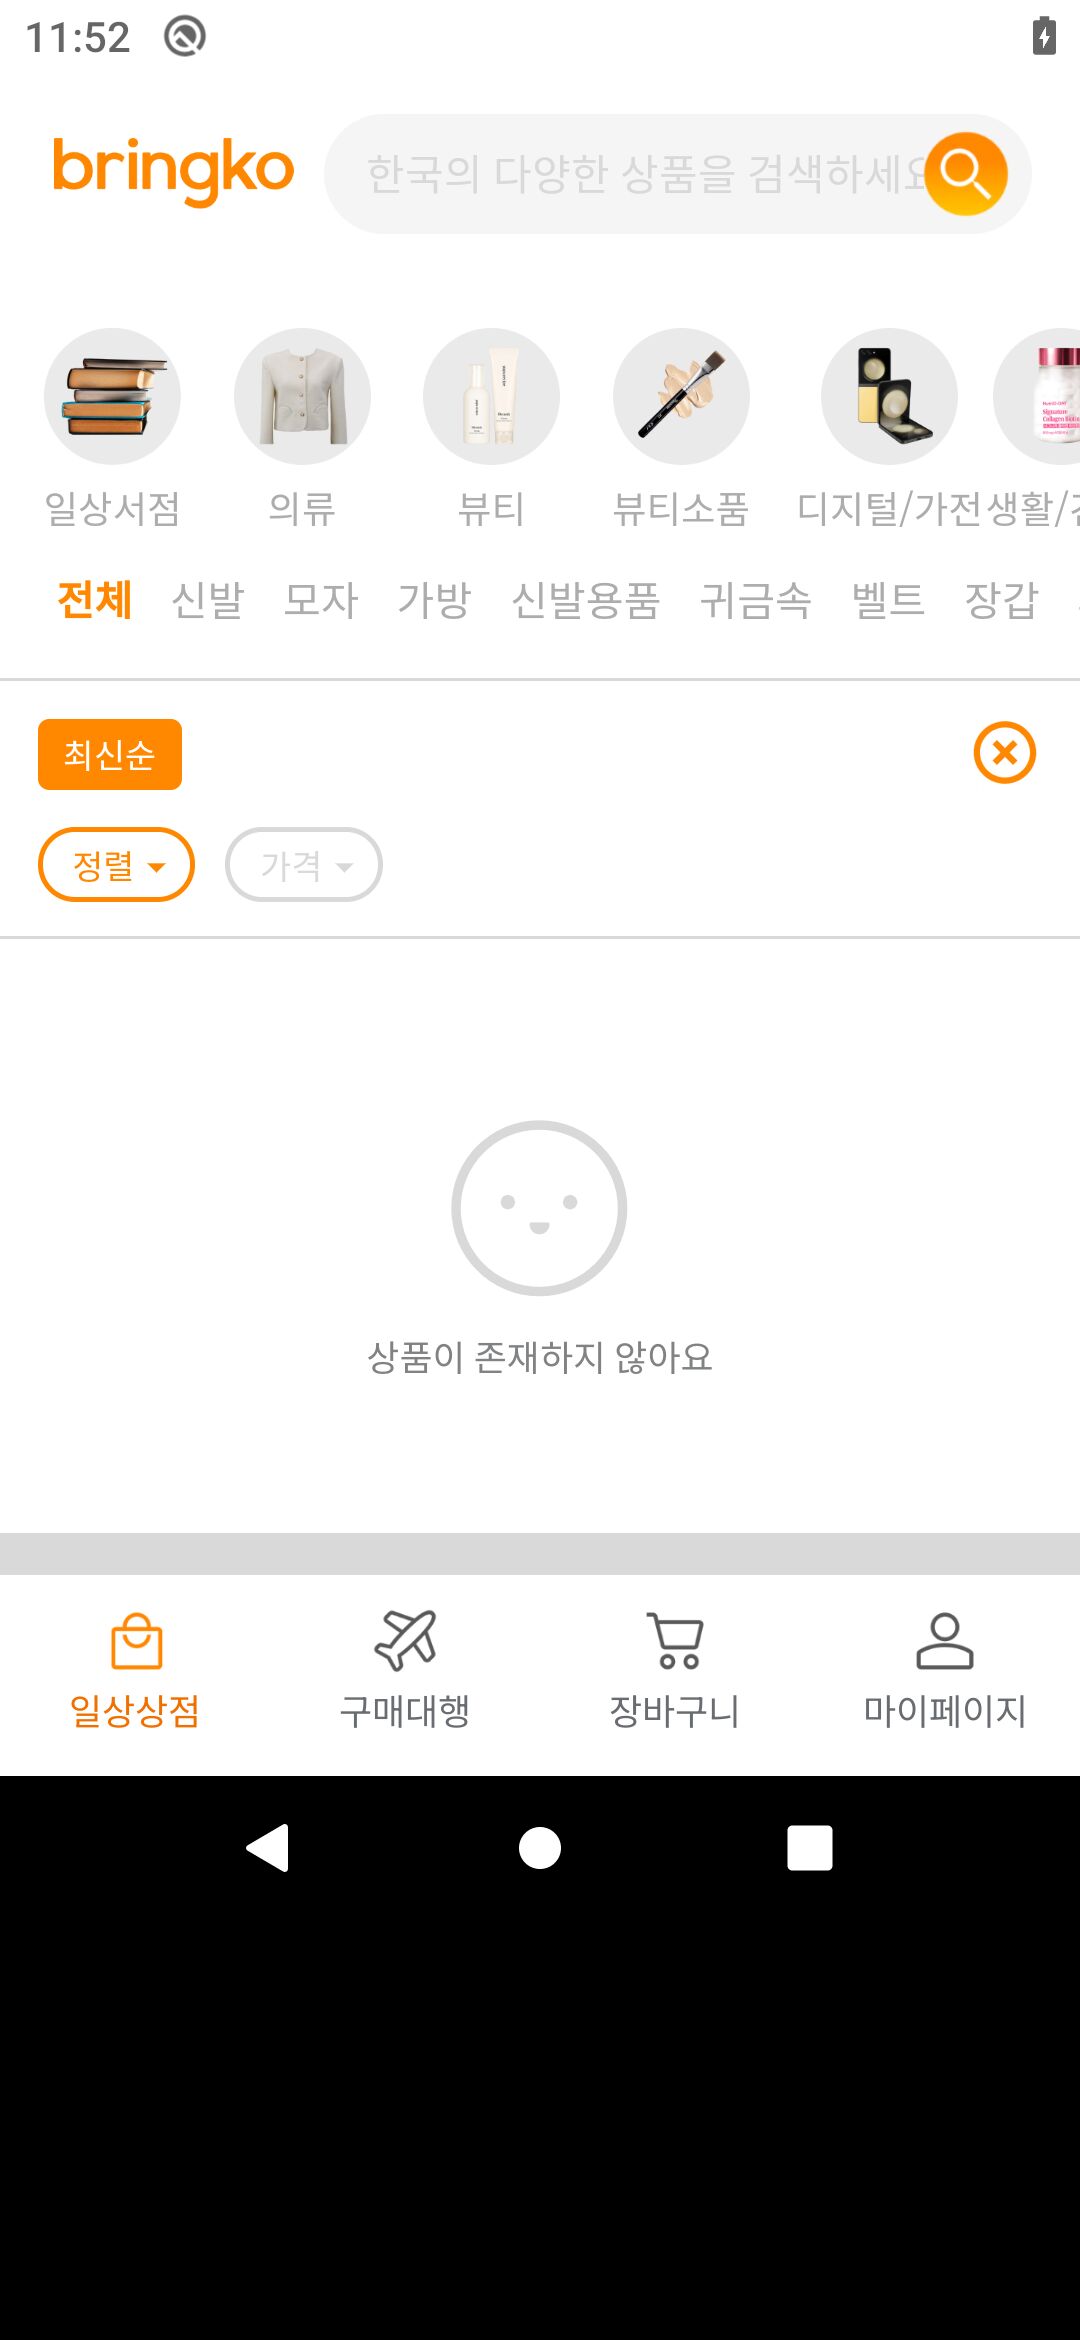 11:52
bringko
한국의 다양한 상품을 검색하세요
일상서점 의류 뷰티 뷰티소품 디지털/가전 생활/건
전체 신발 모자 가방 신발용품 귀금속 벨트 장갑
최신순
정렬 가격
상품이 존재하지 않아요
일상상점 구매대행 장바구니 마이페이지